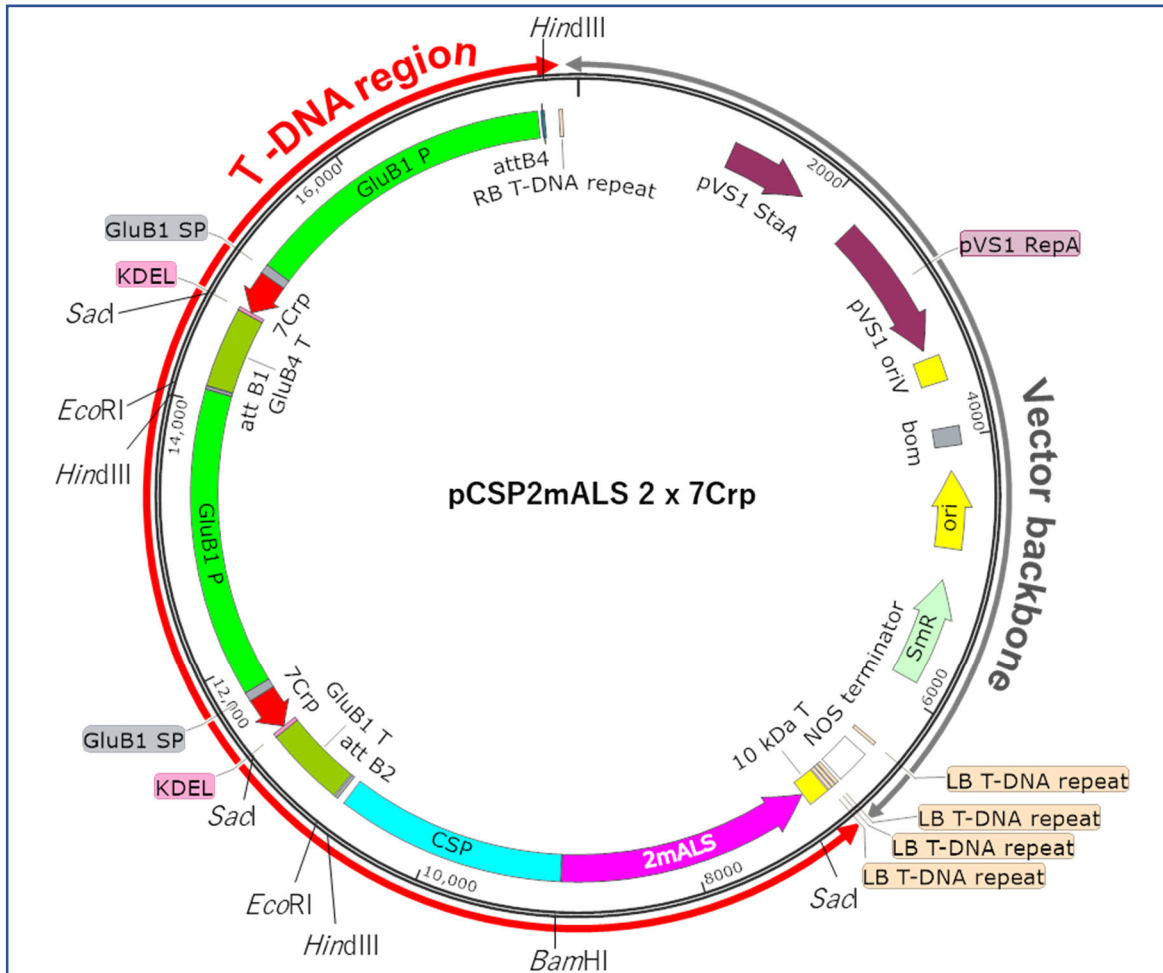 HindIII
T -DNA region
GluB1 P
attB4
RB T-DNA repeat
16,000
pVS1 StaA
2000
GluB1 SP
KDEL
SacI
7Crp
pVS1 RepA
pVS1 oriV
GluB4 T
att B1
EcoRI
14,000
HindIII
4000
bom
Vector backbone
pCSP2mALS 2 x 7Crp
ori
GluB1 P
SmR
6000
NOS terminator
10 kDa T
12,000
7Crp
GluB1 T
att B2
GluB1 SP
KDEL
SacI
CSP
2mALS
LB T-DNA repeat
LB T-DNA repeat
LB T-DNA repeat
LB T-DNA repeat
10,000
8000
SacI
EcoRI
HindIII
BamHI